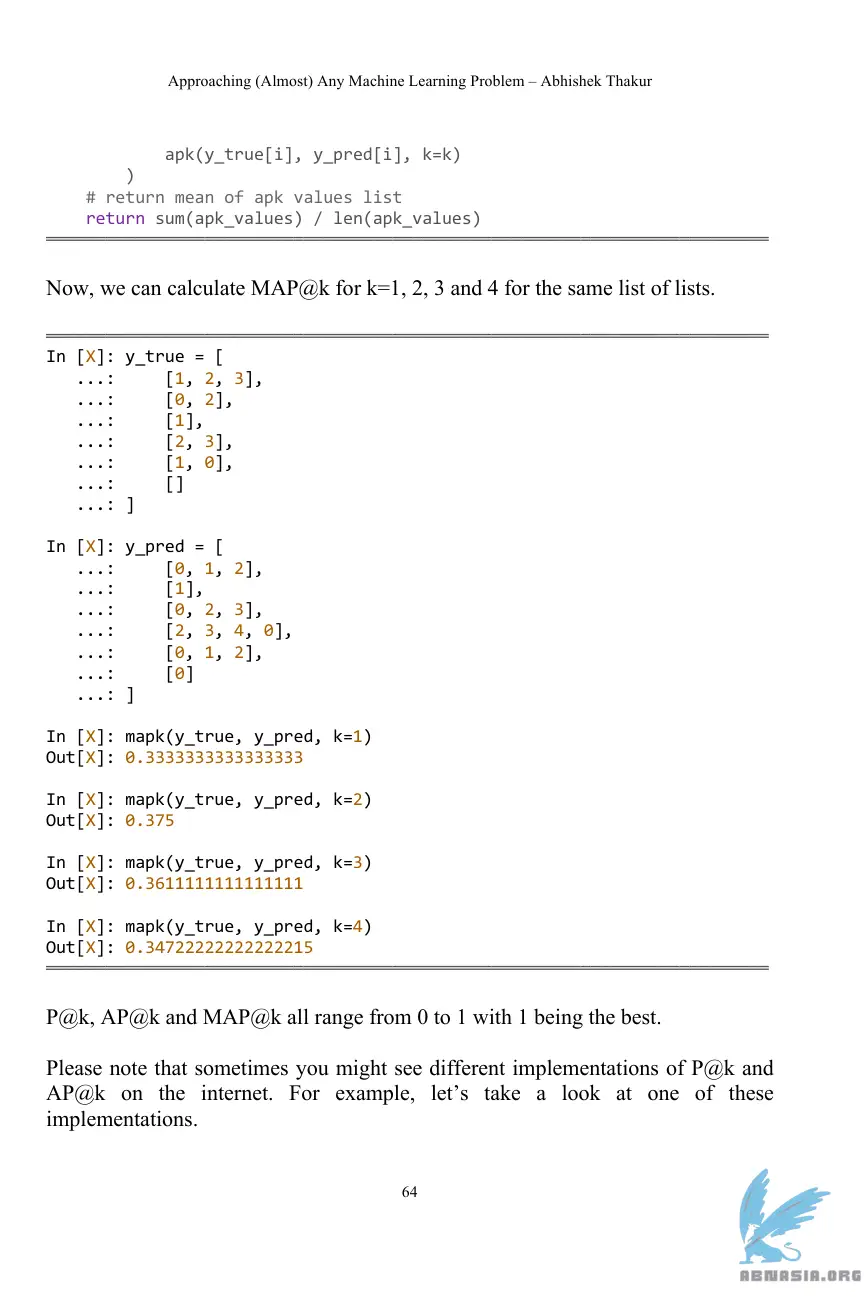 Approaching (Almost) Any Machine Learning Problem – Abhishek Thakur
            apk(y_true[i], y_pred[i], k=k)
        )
    # return mean of apk values list
    return sum(apk_values) / len(apk_values)
Now, we can calculate MAP@k for k=1, 2, 3 and 4 for the same list of lists.
In [X]: y_true = [
   ...:     [1, 2, 3],
   ...:     [0, 2],
   ...:     [1],
   ...:     [2, 3],
   ...:     [1, 0],
   ...:     []
   ...: ]
In [X]: y_pred = [
   ...:     [0, 1, 2],
   ...:     [1],
   ...:     [0, 2, 3],
   ...:     [2, 3, 4, 0],
   ...:     [0, 1, 2],
   ...:     [0]
   ...: ]
In [X]: mapk(y_true, y_pred, k=1)
Out[X]: 0.3333333333333333
In [X]: mapk(y_true, y_pred, k=2)
Out[X]: 0.375
In [X]: mapk(y_true, y_pred, k=3)
Out[X]: 0.3611111111111111
In [X]: mapk(y_true, y_pred, k=4)
Out[X]: 0.34722222222222215
P@k, AP@k and MAP@k all range from 0 to 1 with 1 being the best.
Please note that sometimes you might see different implementations of P@k and
AP@k on the internet. For example, let’s take a look at one of these
implementations.
64
ABNASIA.ORG